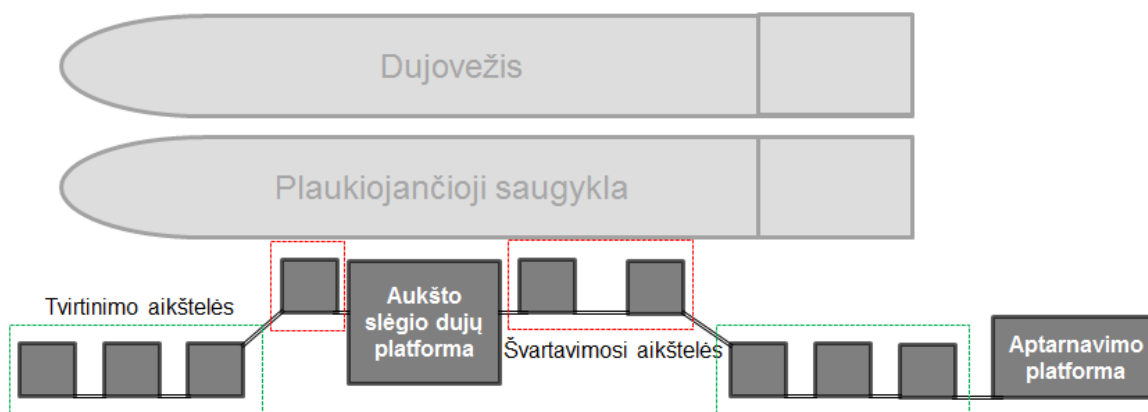 Dujovežis
Plaukiojančioji saugykla
Tvirtinimo aikštelės
Aukšto
slėgio dujų
platforma
Švartavimosi aikštelės
Aptarnavimo
platforma